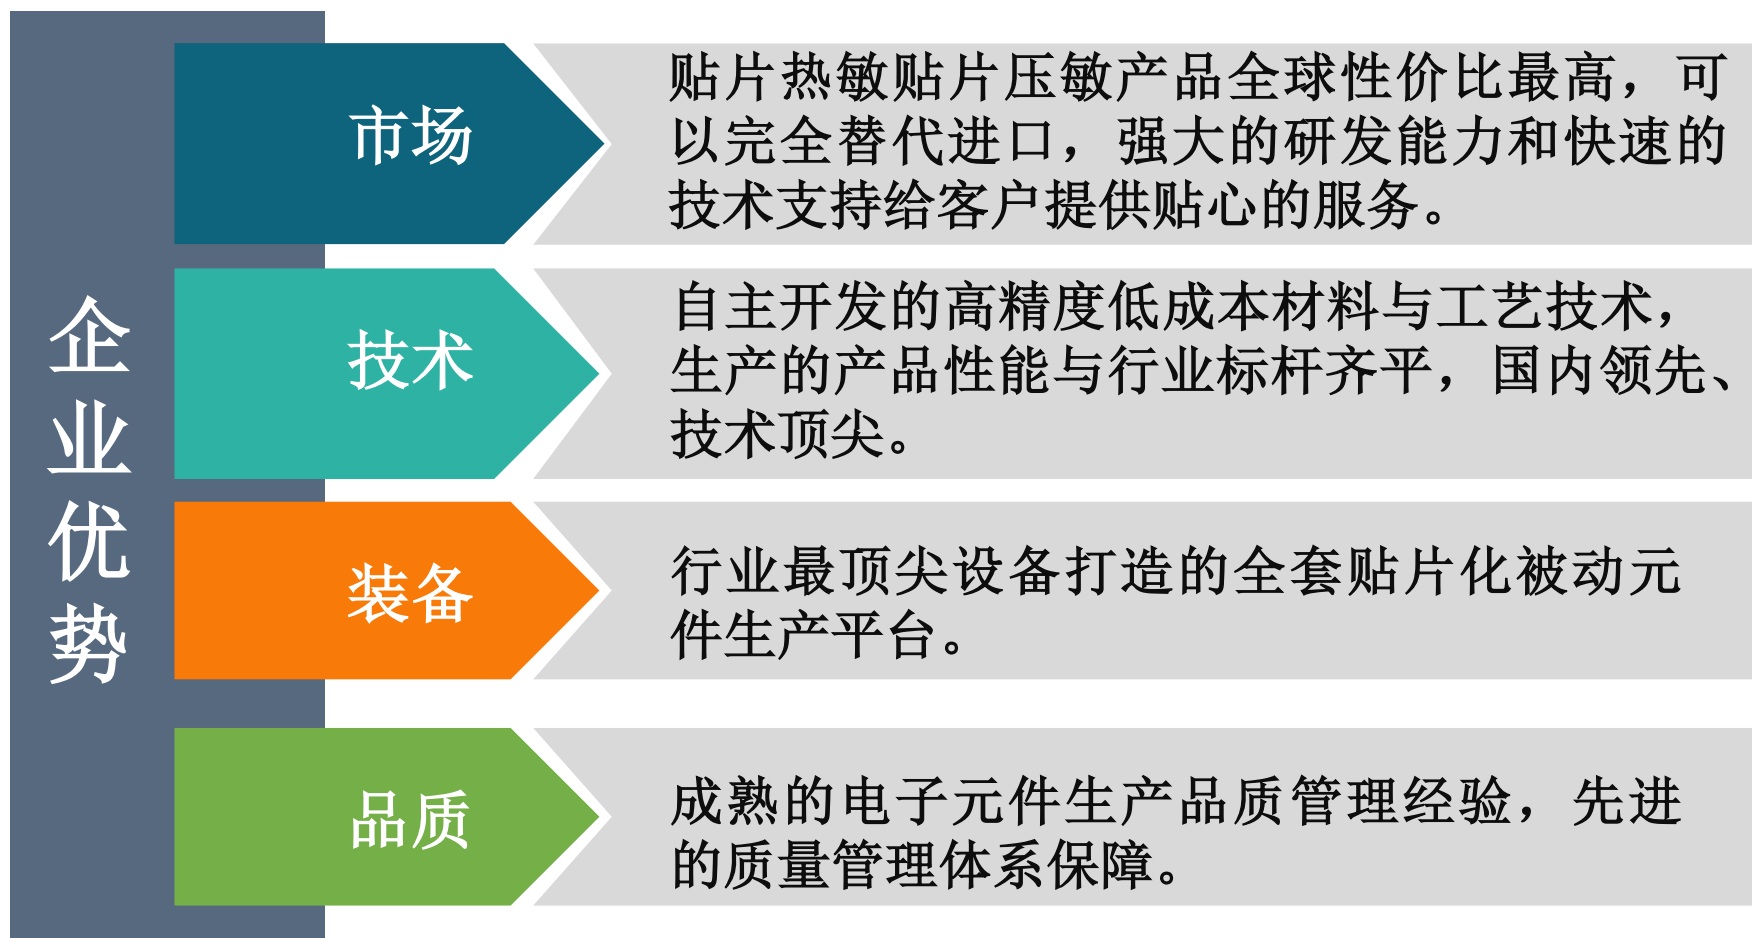 企业优势
市场
贴片热敏贴片压敏产品全球性价比最高，可
以完全替代进口，强大的研发能力和快速的
技术支持给客户提供贴心的服务。
技术
自主开发的高精度低成本材料与工艺技术，
生产的产品性能与行业标杆齐平，国内领先、
技术顶尖。
装备
行业最顶尖设备打造的全套贴片化被动元
件生产平台。
品质
成熟的电子元件生产品质管理经验，先进
的质量管理体系保障。